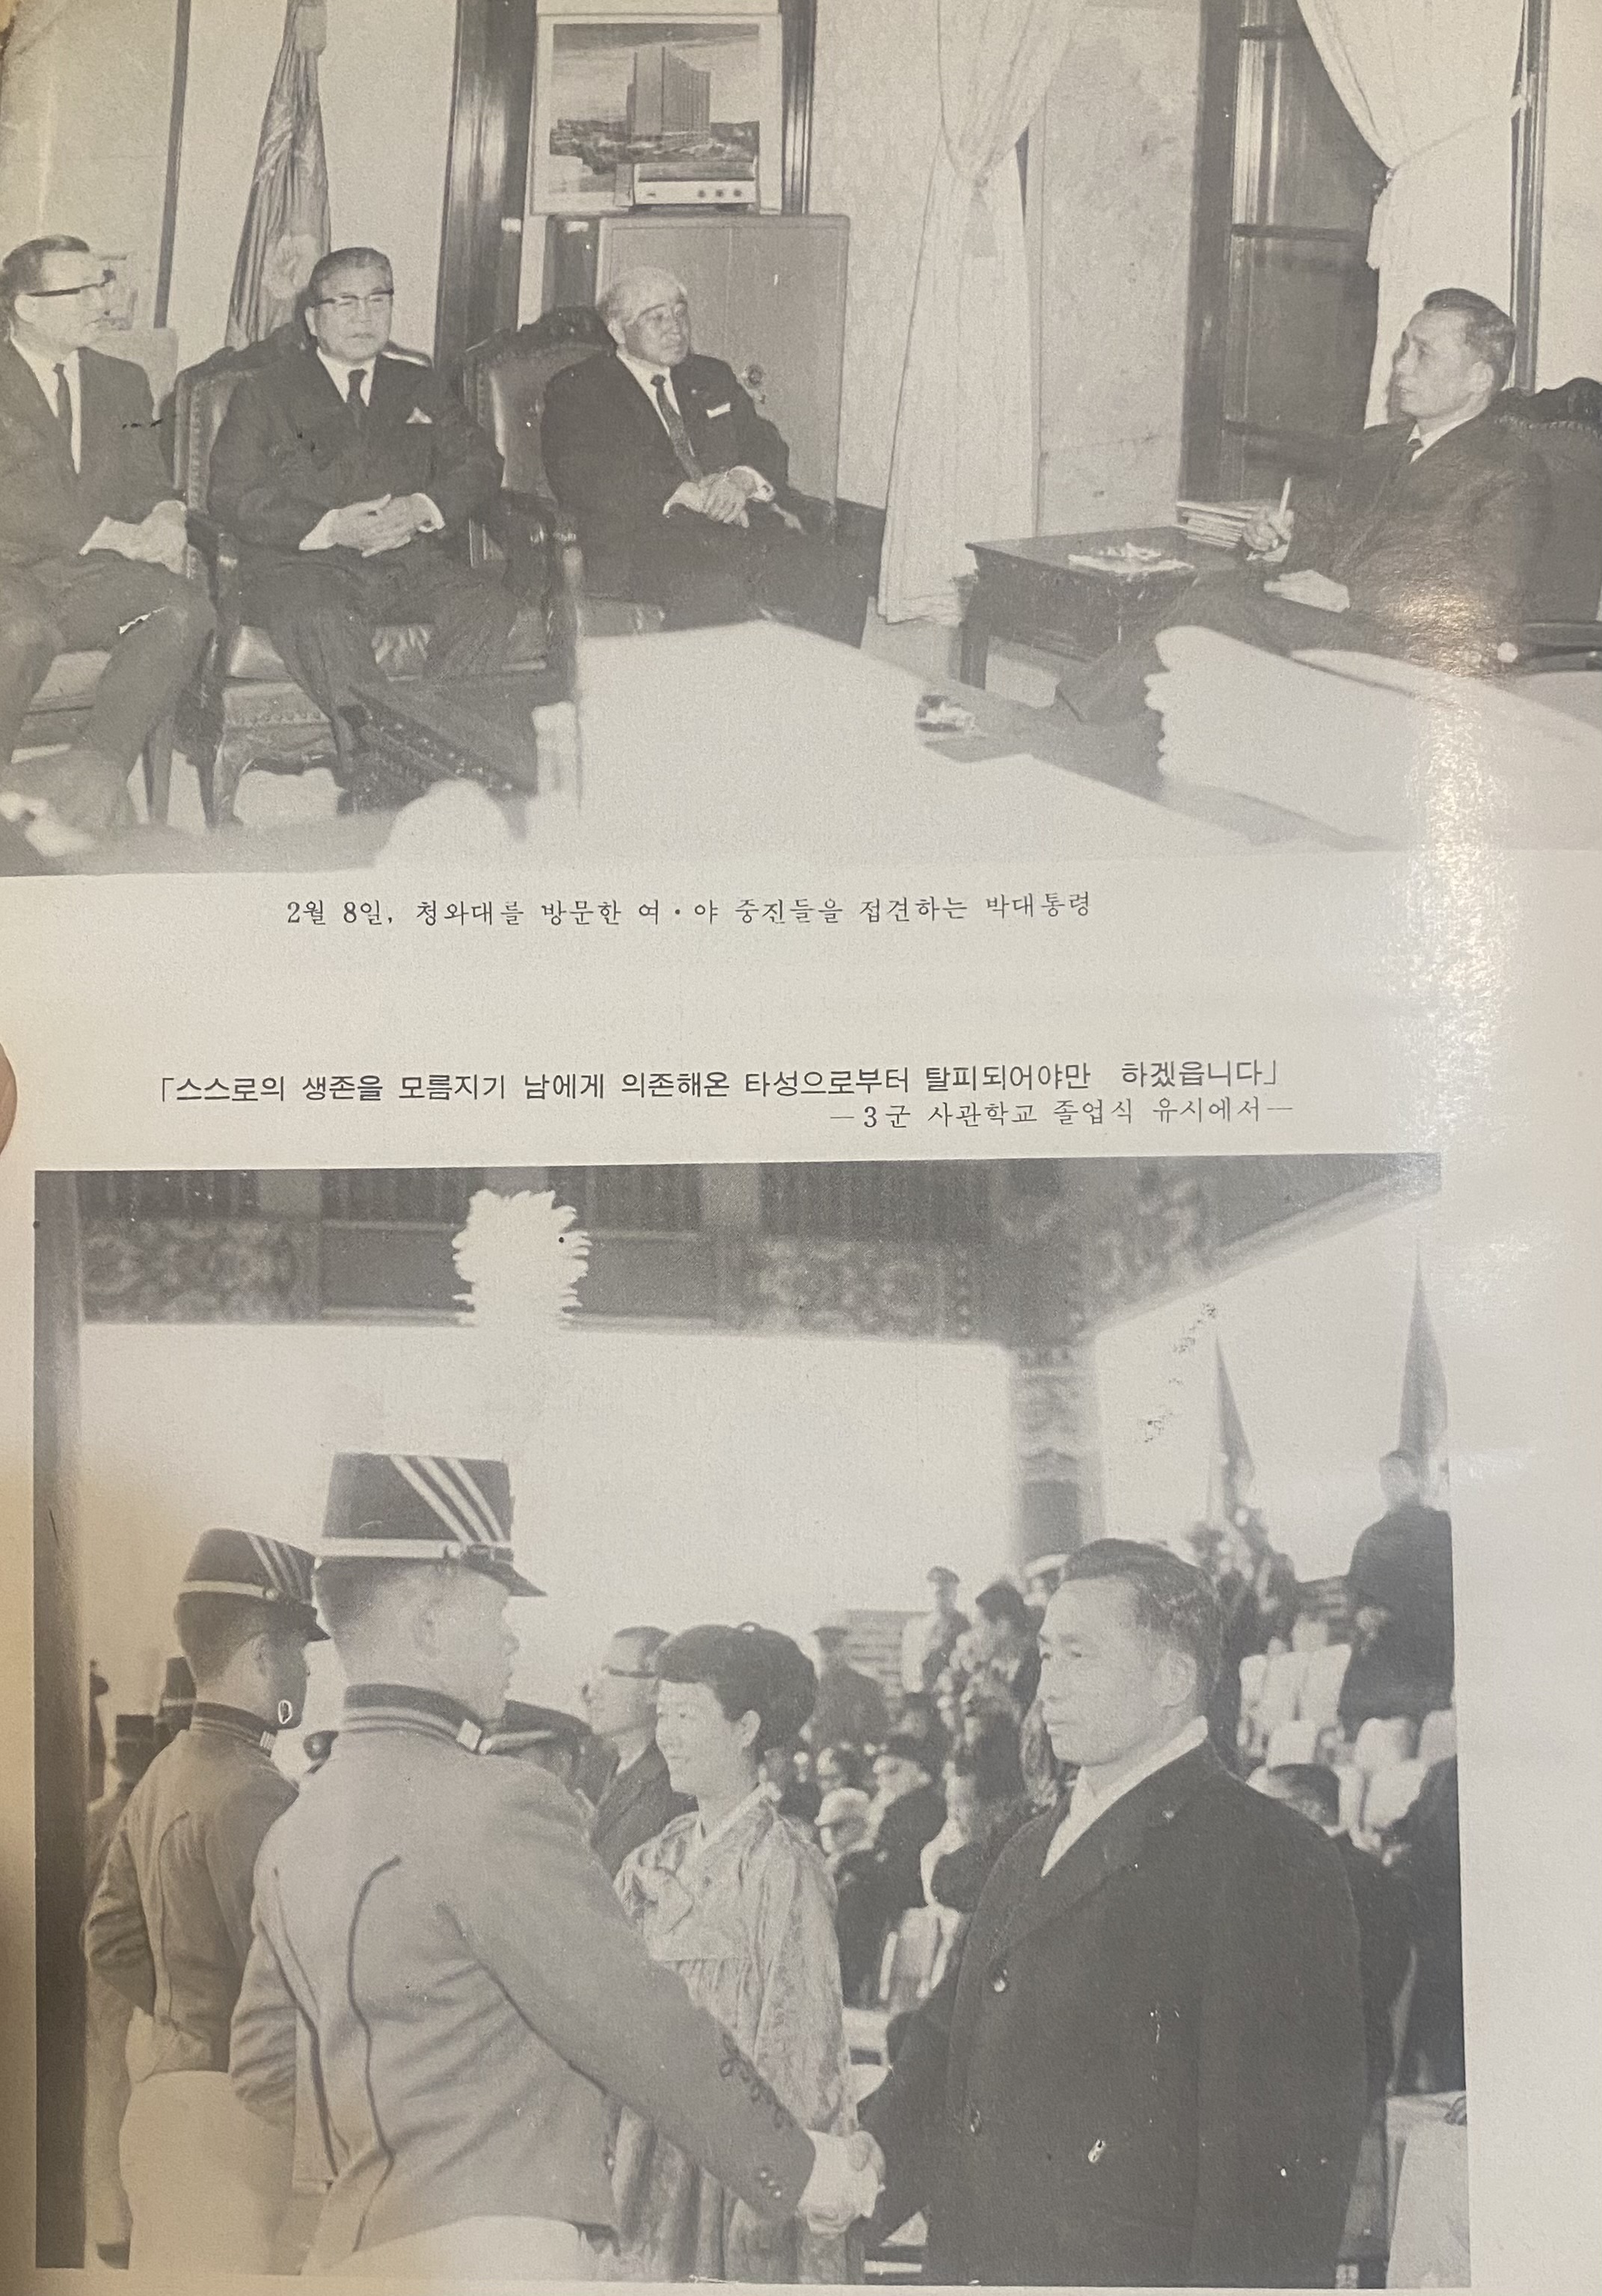 2월 8일, 청와대를 방문한 여·야 중진들을 접견하는 박대통령
「스스로의 생존을 모름지기 남에게 의존해온 타성으로부터 탈피되어야만 하겠읍니다」
—3군 사관학교 졸업식 유시에서—